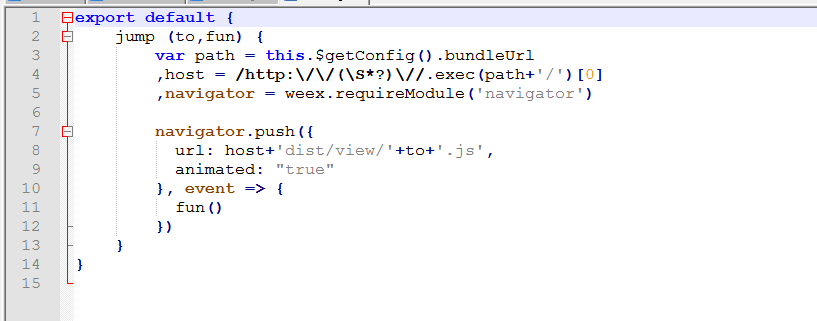 1 export default {
2 jump (to,fun) {
3 var path = this.$getConfig().bundleUrl
4 ,host = /http:\/\/(\S*?)\//.exec(path+'/')[0]
5 ,navigator = weex.requireModule('navigator')
6
7 navigator.push({
8 url: host+'dist/view/'+to+'.js',
9 animated: "true"
10 }, event => {
11 fun()
12 })
13 }
14 }
15